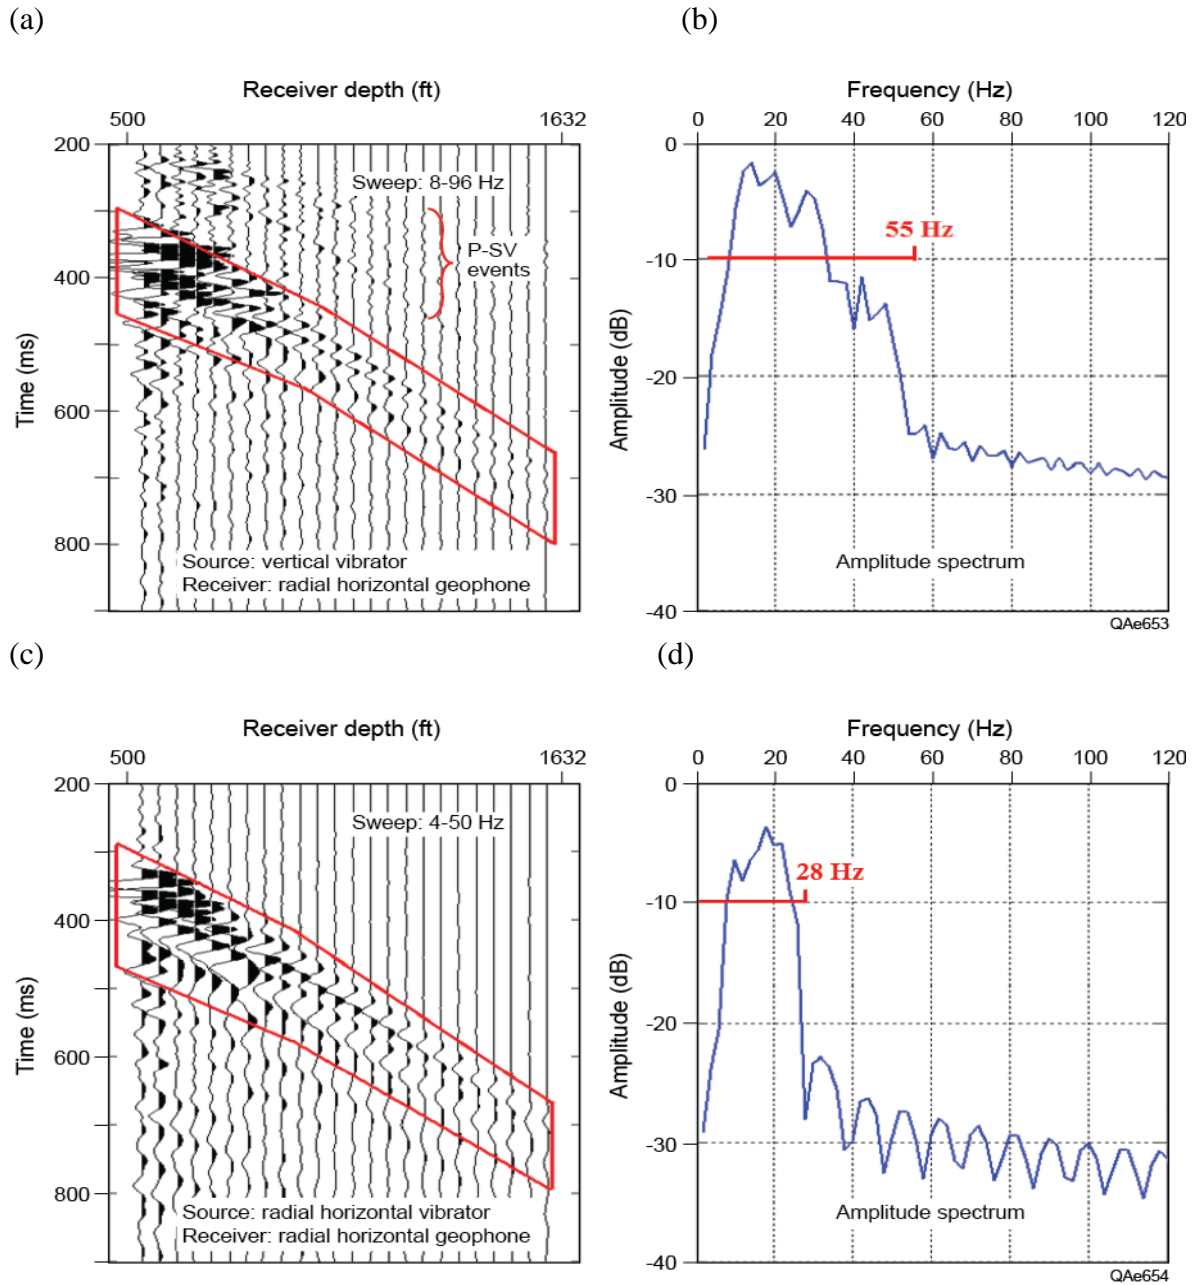 (a)
(b)
Receiver depth (ft)
500
1632
200
400
600
800
Time (ms)
Sweep: 8-96 Hz
P-SV
events
Source: vertical vibrator
Receiver: radial horizontal geophone
Frequency (Hz)
0 20 40 60 80 100 120
0
-10
-20
-30
-40
Amplitude (dB)
55 Hz
Amplitude spectrum
QAe653
(c)
(d)
Receiver depth (ft)
500
1632
200
400
600
800
Time (ms)
Sweep: 4-50 Hz
Source: radial horizontal vibrator
Receiver: radial horizontal geophone
Frequency (Hz)
0 20 40 60 80 100 120
0
-10
-20
-30
-40
Amplitude (dB)
28 Hz
Amplitude spectrum
QAe654